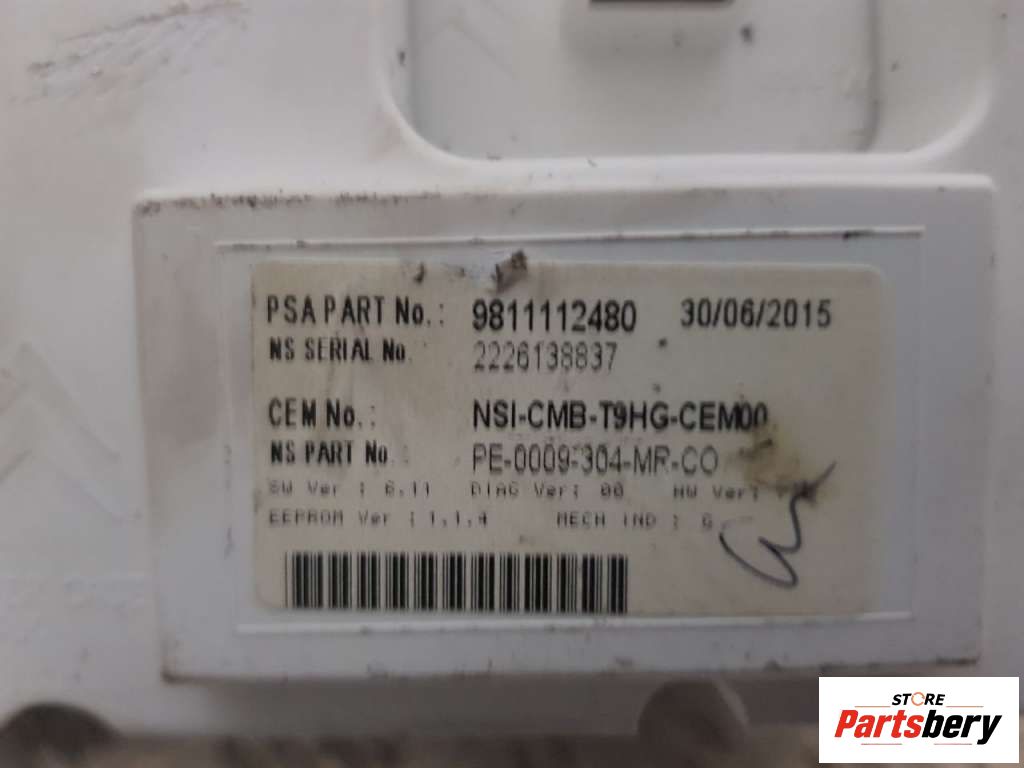 PSA PART No.: 9811112480 30/06/2015
NS SERIAL No. 2226138837
CEM No.: NSI-CMB-T9HG-CEM00
NS PART No. : PE-0009-304-MR-CO
SW Ver : 6.11 DIAG Ver: 00 HW Ver:
EEPROM Ver : 1.1.4 MECH IND : G
STORE
Partsbery